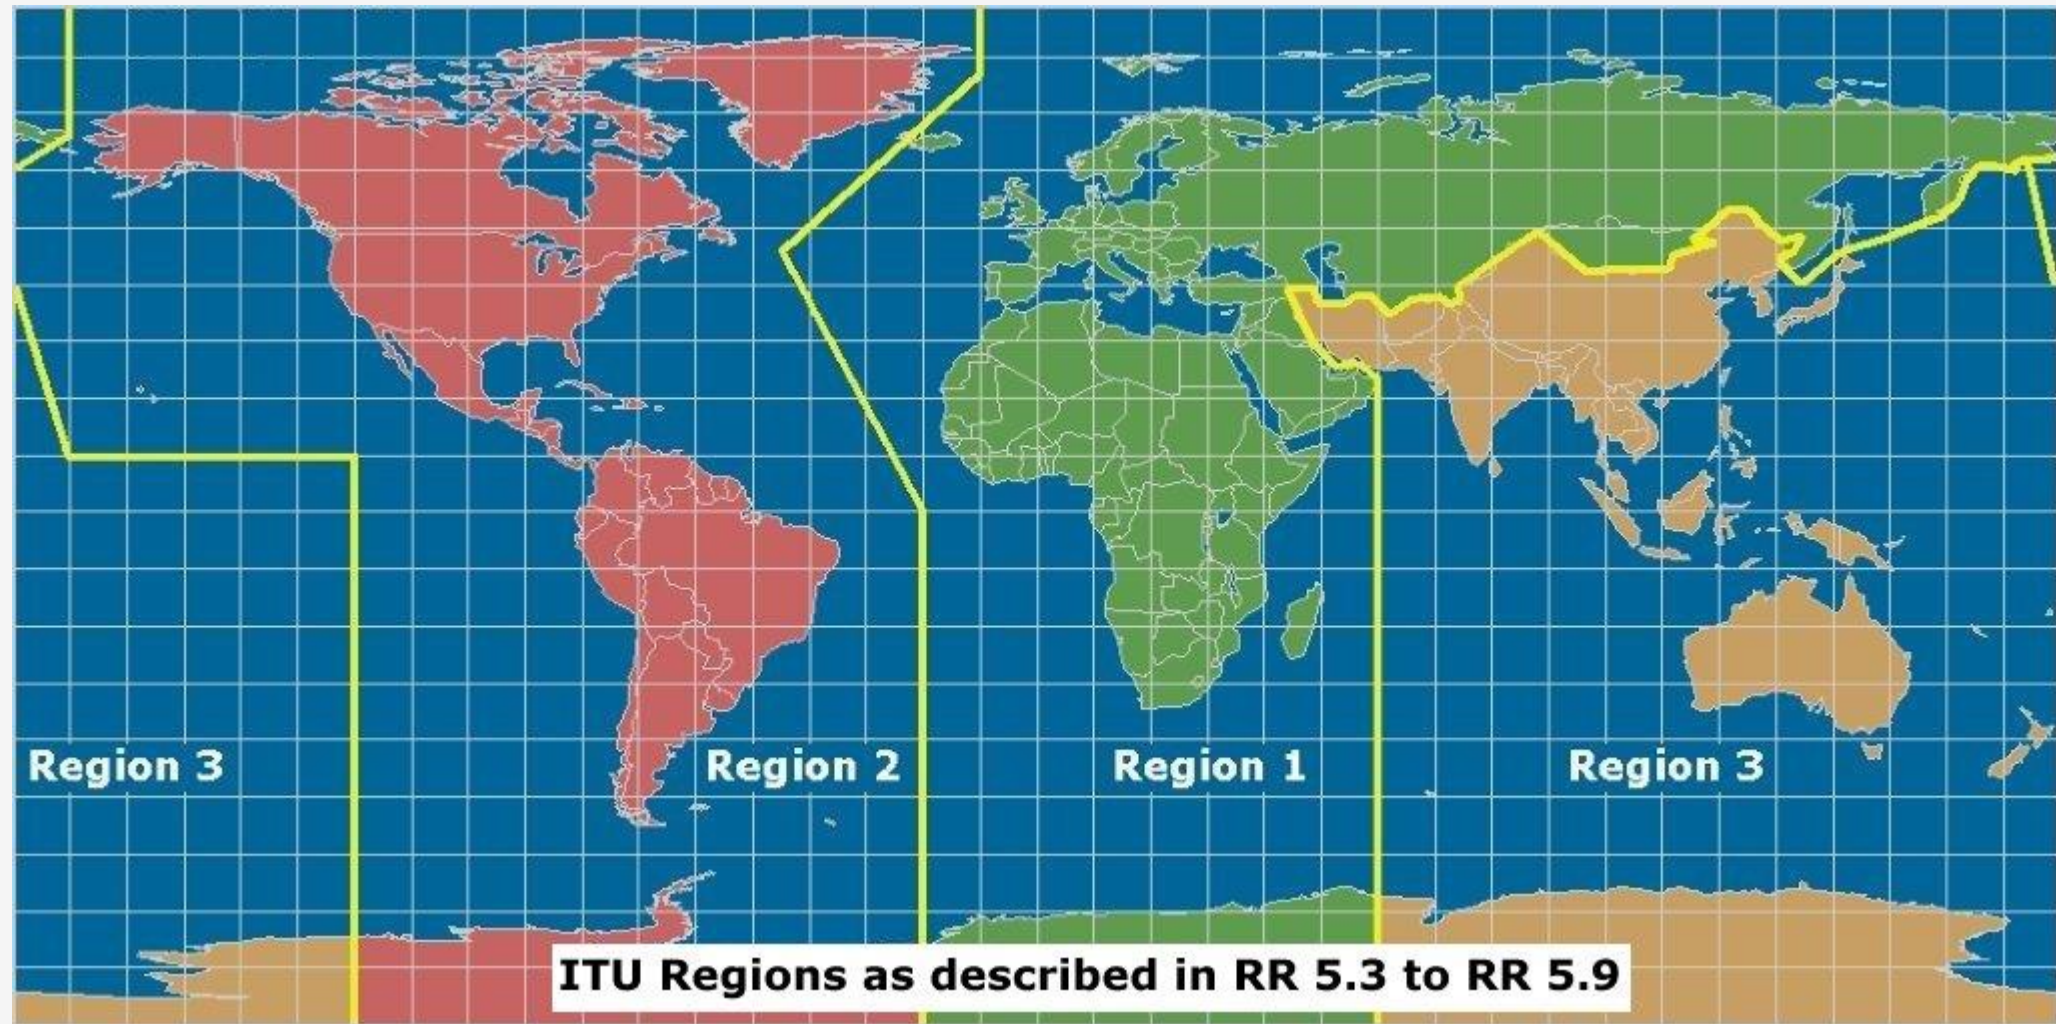 Region 3
Region 2
Region 1
Region 3
ITU Regions as described in RR 5.3 to RR 5.9